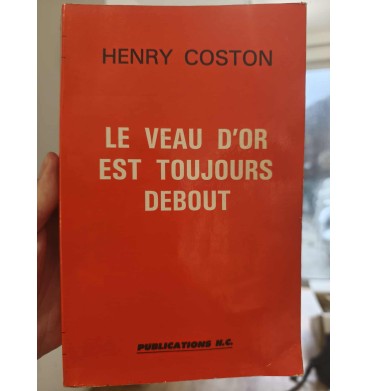 HENRY COSTON
LE VEAU D'OR
EST TOUJOURS
DEBOUT
PUBLICATIONS H.C.